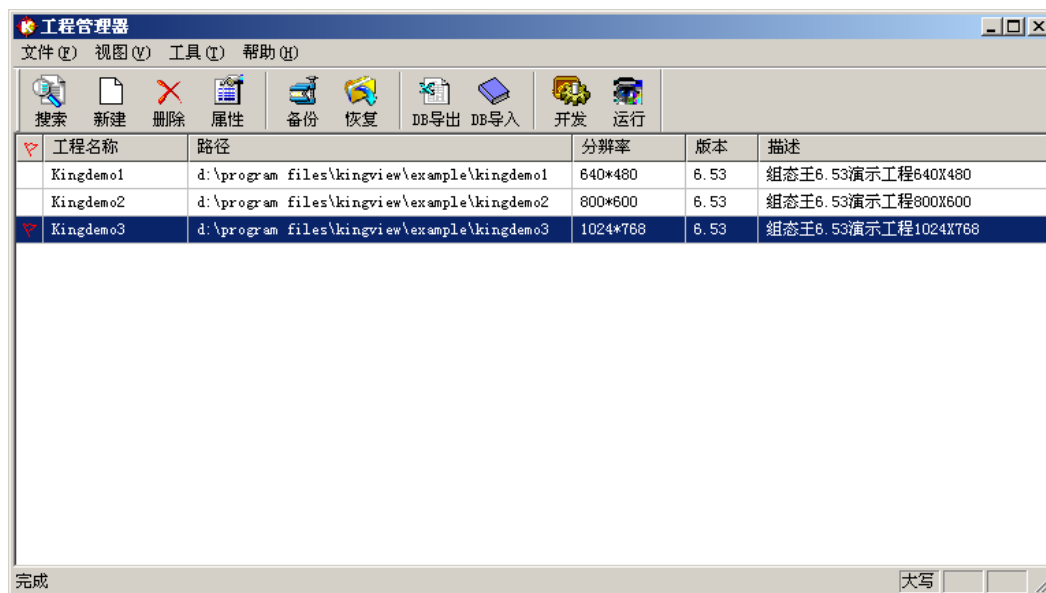 工程管理器
文件(F) 视图(V) 工具(T) 帮助(H)
搜索 新建 删除 属性 备份 恢复 DB导出 DB导入 开发 运行
工程名称 路径 分辨率 版本 描述
Kingdemo1 d:\program files\kingview\example\kingdemo1 640*480 6.53 组态王6.53演示工程640X480
Kingdemo2 d:\program files\kingview\example\kingdemo2 800*600 6.53 组态王6.53演示工程800X600
Kingdemo3 d:\program files\kingview\example\kingdemo3 1024*768 6.53 组态王6.53演示工程1024X768
完成 大写